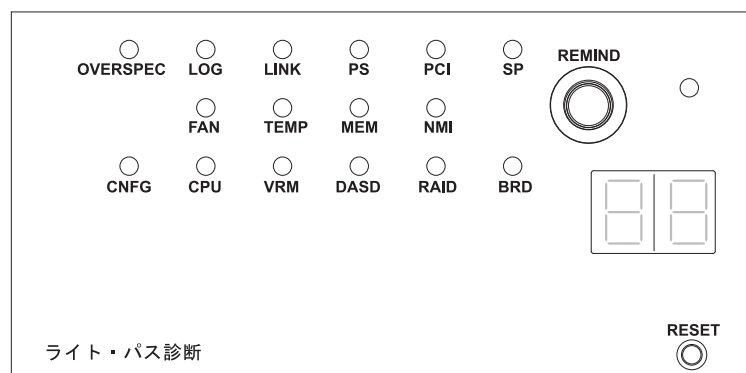 OVERSPEC LOG LINK PS PCI SP REMIND
FAN TEMP MEM NMI
CNFG CPU VRM DASD RAID BRD
88
RESET
ライト・パス診断